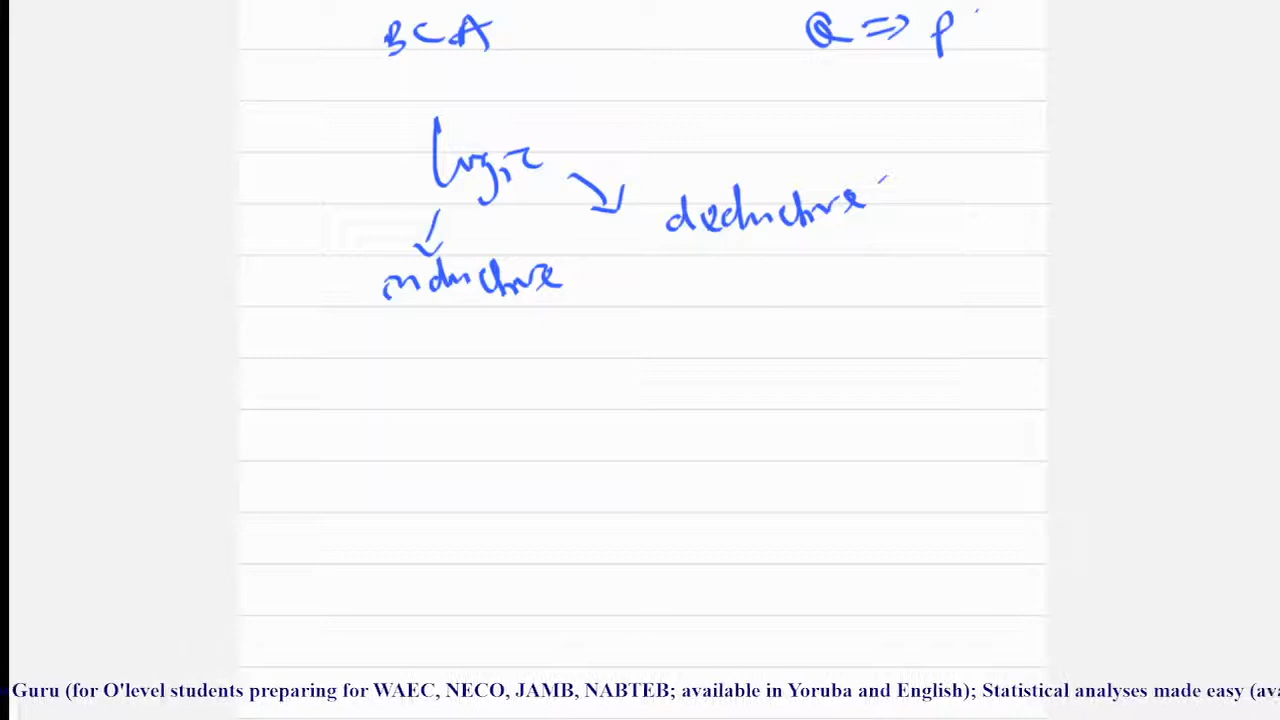 B ⊂ A Q ⇒ P
Logic
deductive
inductive
Guru (for O'level students preparing for WAEC, NECO, JAMB, NABTEB; available in Yoruba and English); Statistical analyses made easy (ava